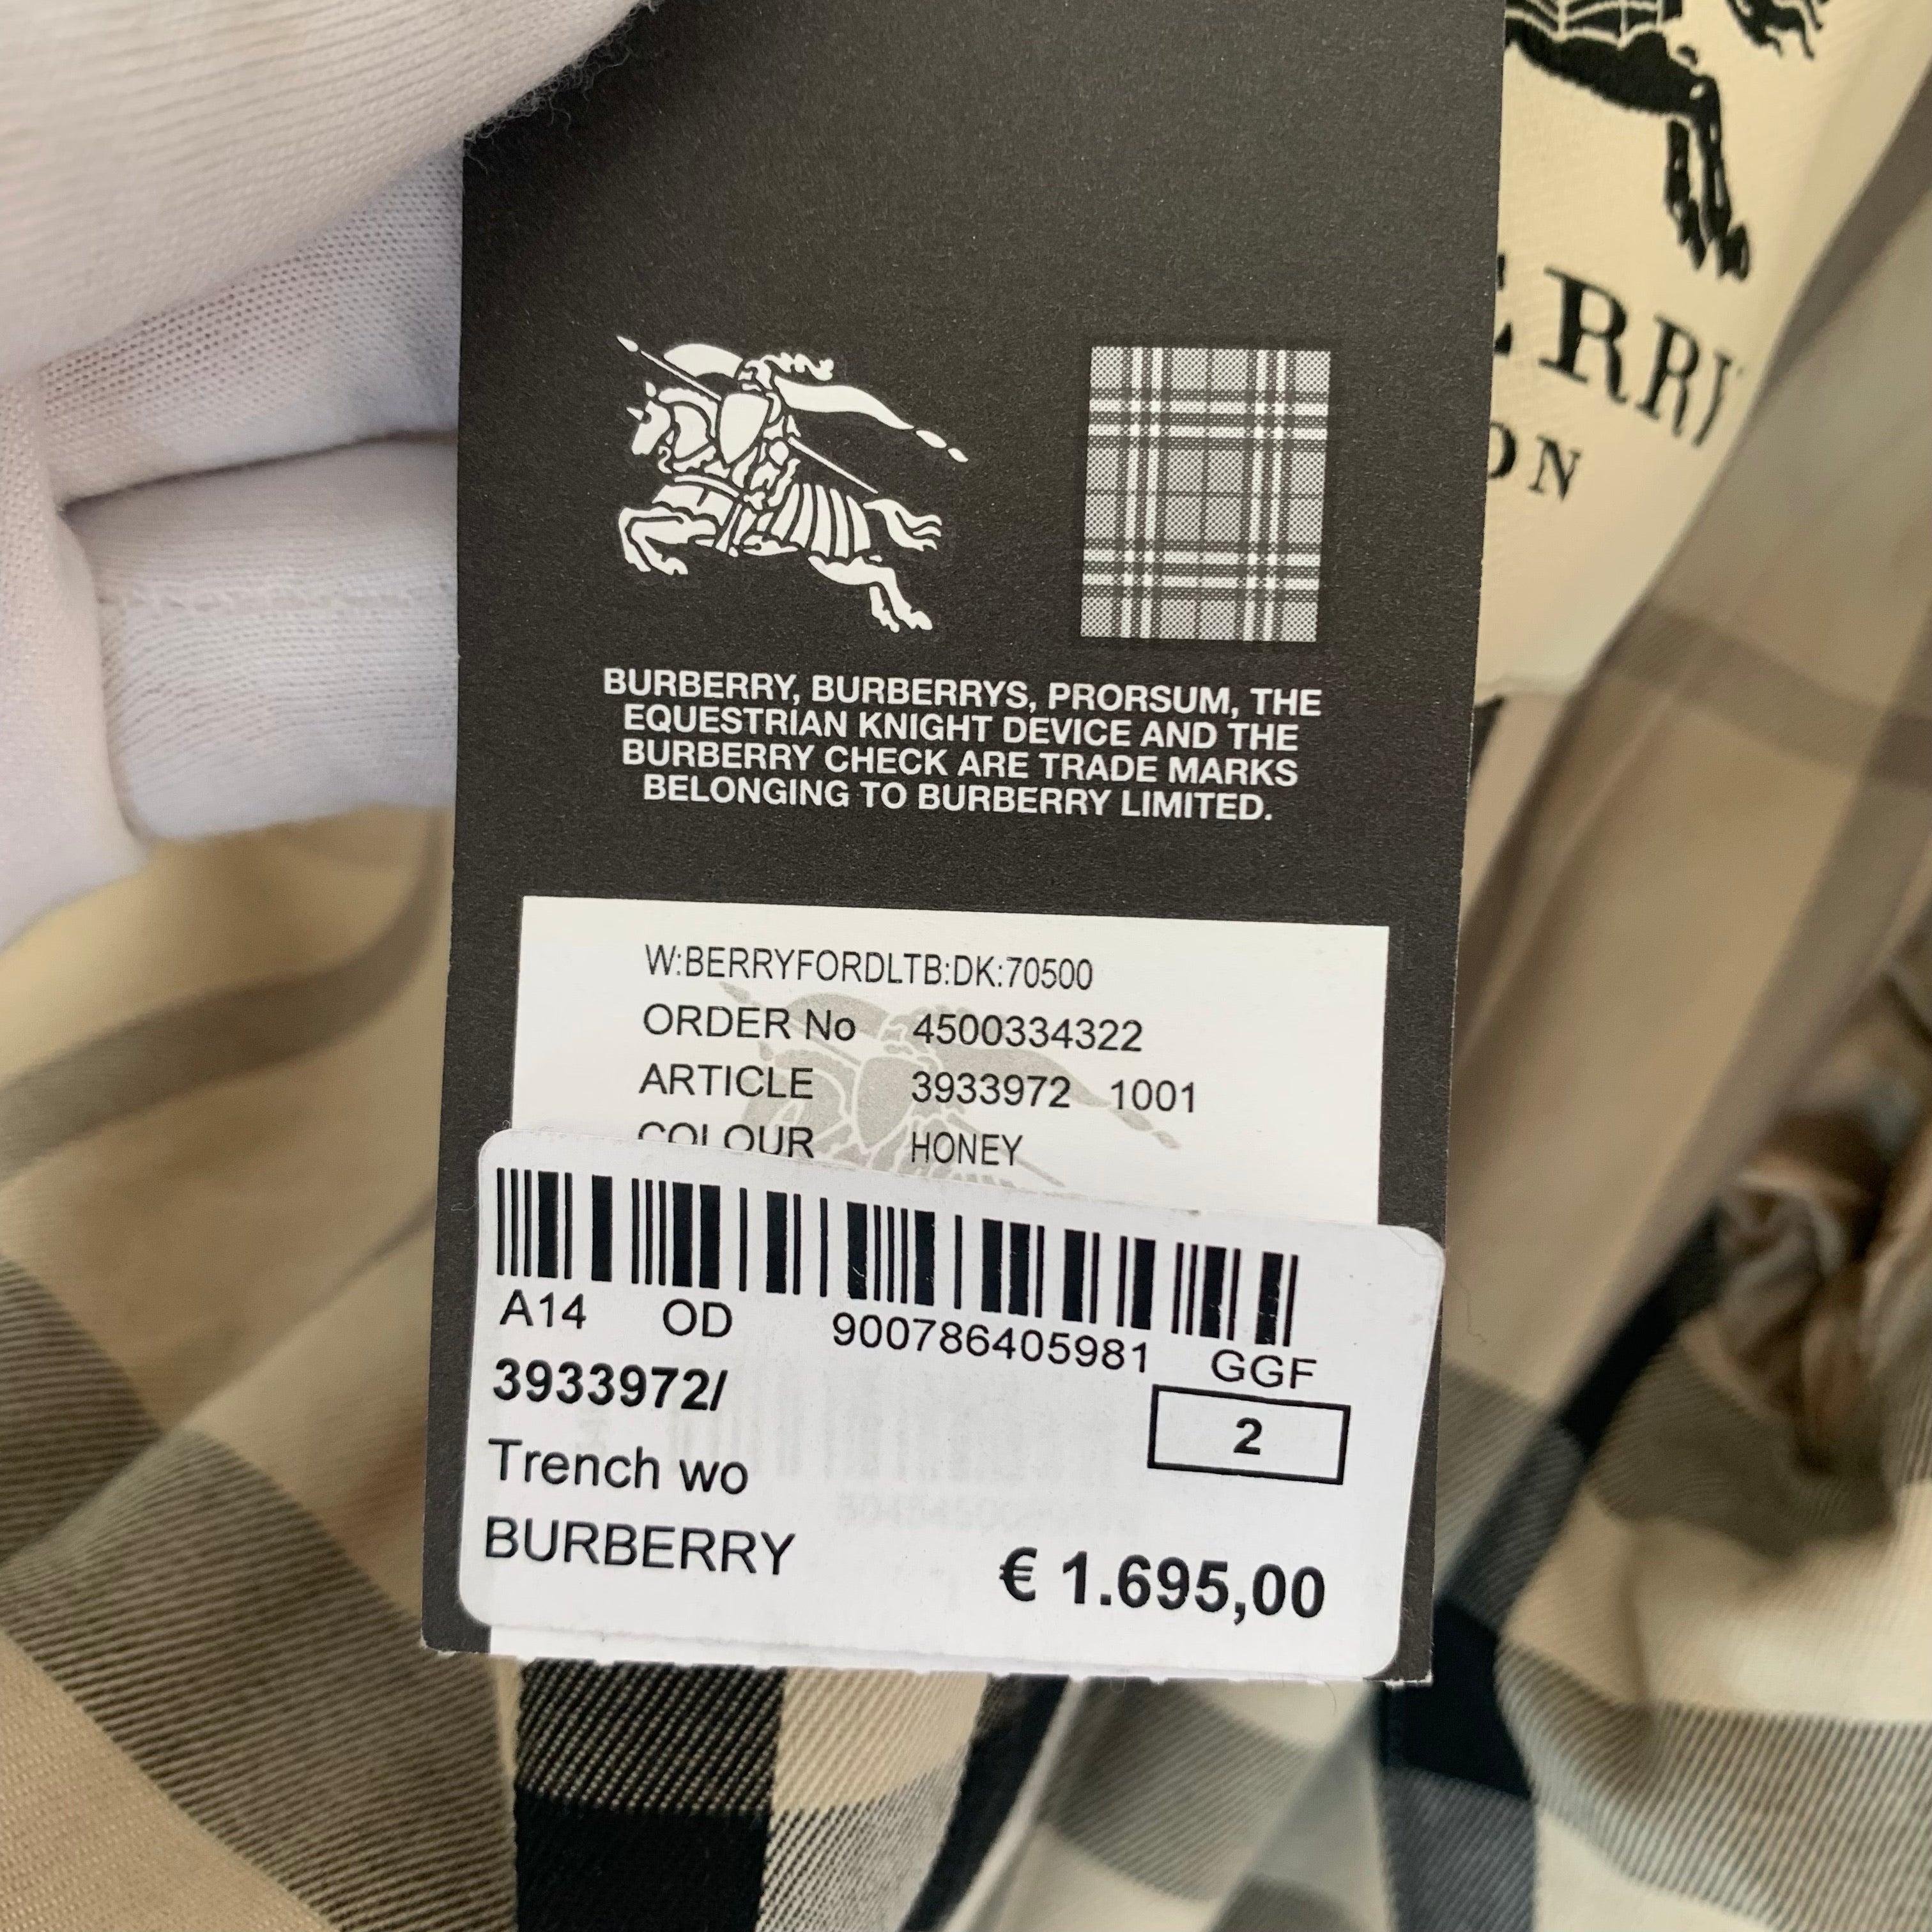 ERRY
ON
BURBERRY, BURBERRYS, PRORSUM, THE
EQUESTRIAN KNIGHT DEVICE AND THE
BURBERRY CHECK ARE TRADE MARKS
BELONGING TO BURBERRY LIMITED.
W:BERRYFORDLTB:DK:70500
ORDER No 4500334322
ARTICLE 3933972 1001
COLOUR HONEY
A14 OD 900786405981 GGF
3933972/
2
Trench wo
BURBERRY
€ 1.695,00